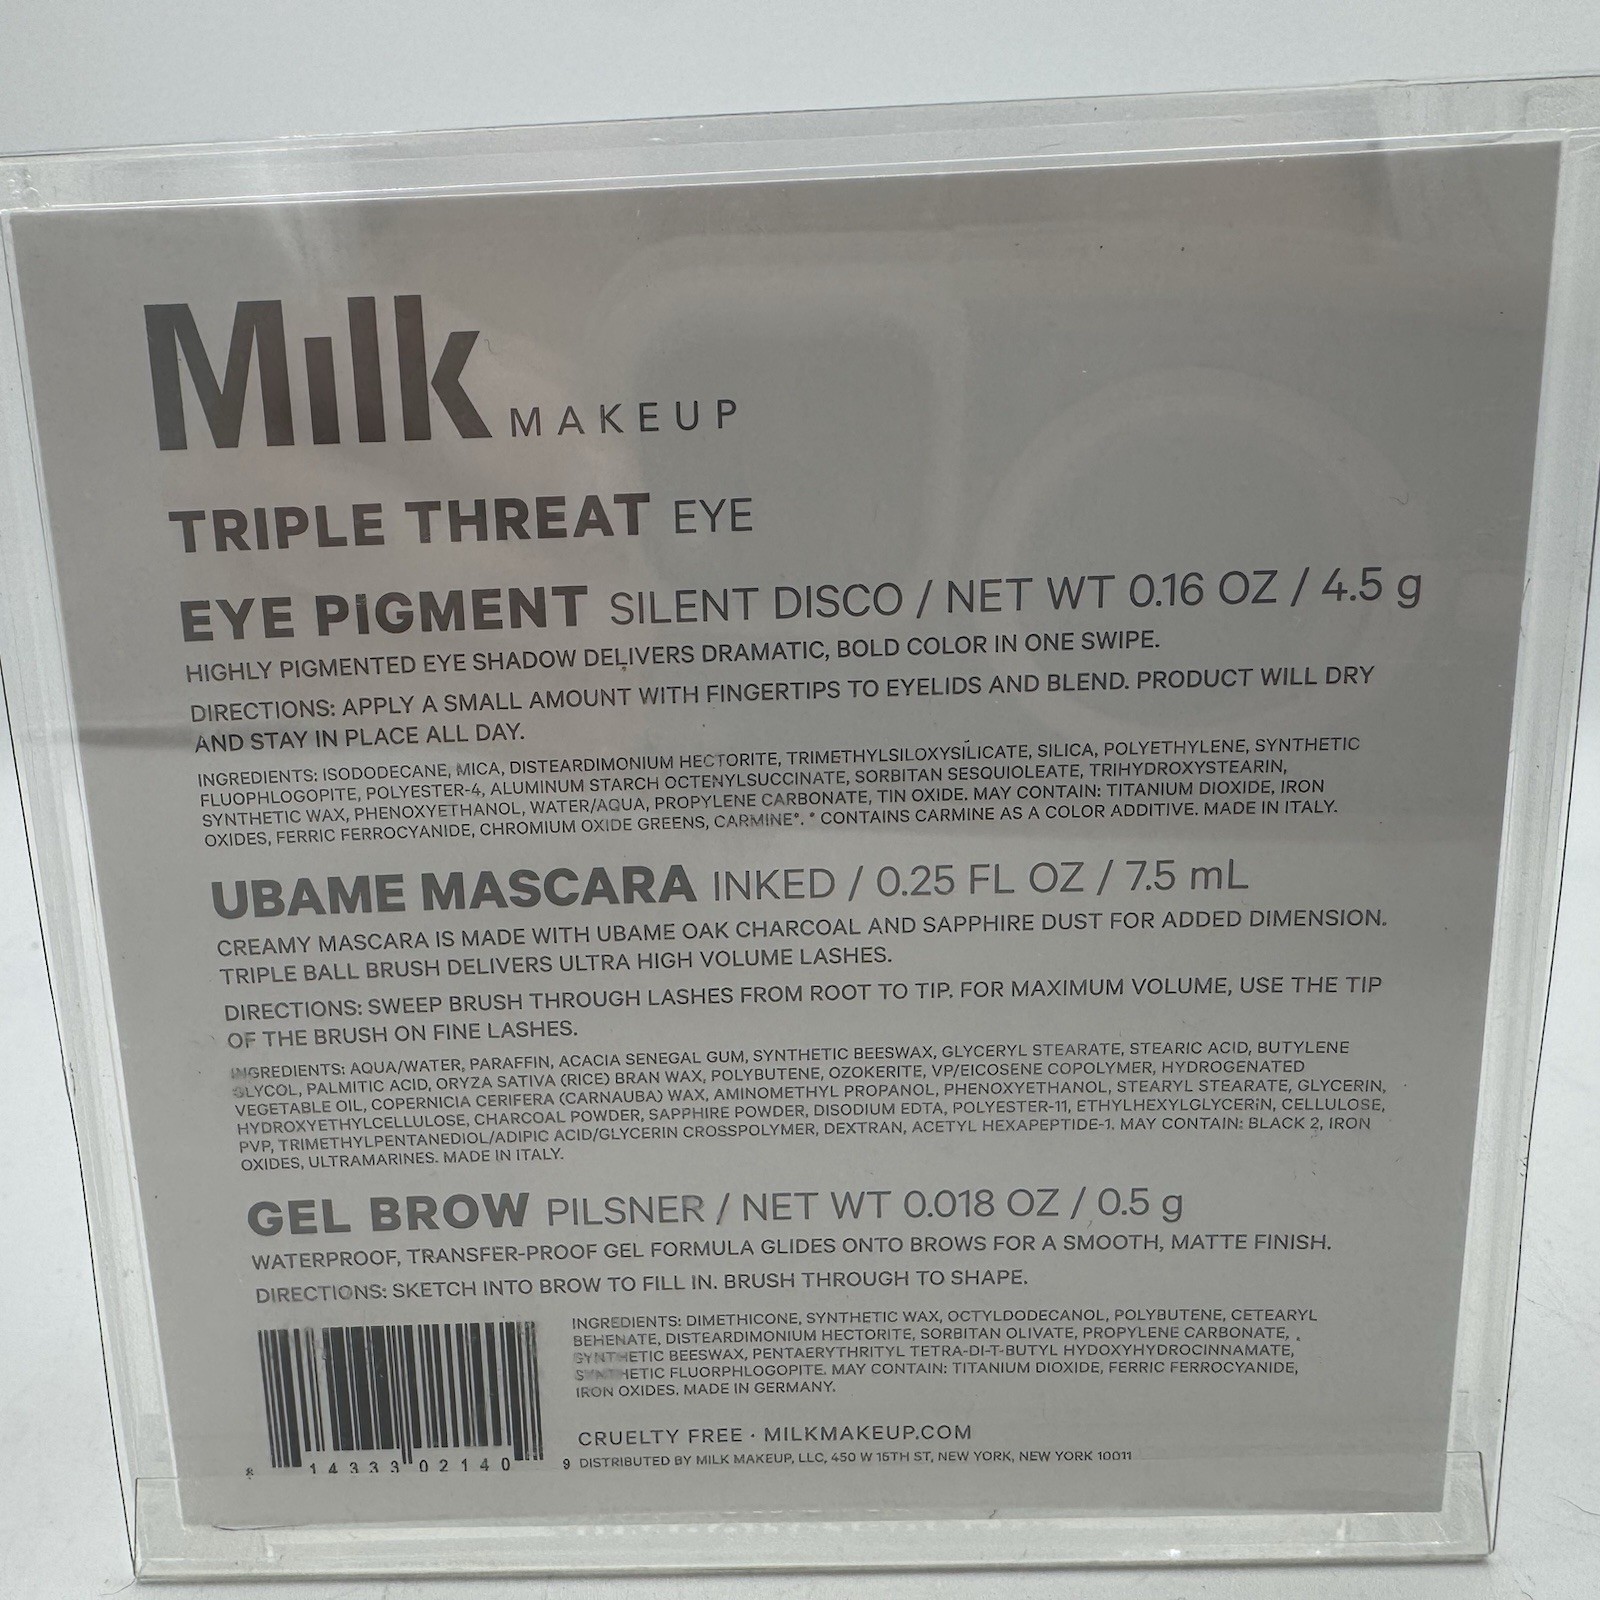 Milk MAKEUP
TRIPLE THREAT EYE
EYE PIGMENT SILENT DISCO / NET WT 0.16 OZ / 4.5 g
HIGHLY PIGMENTED EYE SHADOW DELIVERS DRAMATIC, BOLD COLOR IN ONE SWIPE.
DIRECTIONS: APPLY A SMALL AMOUNT WITH FINGERTIPS TO EYELIDS AND BLEND. PRODUCT WILL DRY
AND STAY IN PLACE ALL DAY.
INGREDIENTS: ISODODECANE, MICA, DISTEARDIMONIUM HECTORITE, TRIMETHYLSILOXYSILICATE, SILICA, POLYETHYLENE, SYNTHETIC
FLUOPHLOGOPITE, POLYESTER-4, ALUMINUM STARCH OCTENYLSUCCINATE, SORBITAN SESQUIOLEATE, TRIHYDROXYSTEARIN,
SYNTHETIC WAX, PHENOXYETHANOL, WATER/AQUA, PROPYLENE CARBONATE, TIN OXIDE. MAY CONTAIN: TITANIUM DIOXIDE, IRON
OXIDES, FERRIC FERROCYANIDE, CHROMIUM OXIDE GREENS, CARMINE*. * CONTAINS CARMINE AS A COLOR ADDITIVE. MADE IN ITALY.
UBAME MASCARA INKED / 0.25 FL OZ / 7.5 mL
CREAMY MASCARA IS MADE WITH UBAME OAK CHARCOAL AND SAPPHIRE DUST FOR ADDED DIMENSION.
TRIPLE BALL BRUSH DELIVERS ULTRA HIGH VOLUME LASHES.
DIRECTIONS: SWEEP BRUSH THROUGH LASHES FROM ROOT TO TIP. FOR MAXIMUM VOLUME, USE THE TIP
OF THE BRUSH ON FINE LASHES.
INGREDIENTS: AQUA/WATER, PARAFFIN, ACACIA SENEGAL GUM, SYNTHETIC BEESWAX, GLYCERYL STEARATE, STEARIC ACID, BUTYLENE
GLYCOL, PALMITIC ACID, ORYZA SATIVA (RICE) BRAN WAX, POLYBUTENE, OZOKERITE, VP/EICOSENE COPOLYMER, HYDROGENATED
VEGETABLE OIL, COPERNICIA CERIFERA (CARNAUBA) WAX, AMINOMETHYL PROPANOL, PHENOXYETHANOL, STEARYL STEARATE, GLYCERIN,
HYDROXYETHYLCELLULOSE, CHARCOAL POWDER, SAPPHIRE POWDER, DISODIUM EDTA, POLYESTER-11, ETHYLHEXYLGLYCERIN, CELLULOSE,
PVP, TRIMETHYLPENTANEDIOL/ADIPIC ACID/GLYCERIN CROSSPOLYMER, DEXTRAN, ACETYL HEXAPEPTIDE-1. MAY CONTAIN: BLACK 2, IRON
OXIDES, ULTRAMARINES. MADE IN ITALY.
GEL BROW PILSNER / NET WT 0.018 OZ / 0.5 g
WATERPROOF, TRANSFER-PROOF GEL FORMULA GLIDES ONTO BROWS FOR A SMOOTH, MATTE FINISH.
DIRECTIONS: SKETCH INTO BROW TO FILL IN. BRUSH THROUGH TO SHAPE.
INGREDIENTS: DIMETHICONE, SYNTHETIC WAX, OCTYLDODECANOL, POLYBUTENE, CETEARYL
BEHENATE, DISTEARDIMONIUM HECTORITE, SORBITAN OLIVATE, PROPYLENE CARBONATE,
SYNTHETIC BEESWAX, PENTAERYTHRITYL TETRA-DI-T-BUTYL HYDOXYHYDROCINNAMATE,
SYNTHETIC FLUORPHLOGOPITE. MAY CONTAIN: TITANIUM DIOXIDE, FERRIC FERROCYANIDE,
IRON OXIDES. MADE IN GERMANY.
CRUELTY FREE · MILKMAKEUP.COM
DISTRIBUTED BY MILK MAKEUP, LLC, 450 W 15TH ST, NEW YORK, NEW YORK 10011
8 14333 02140 9